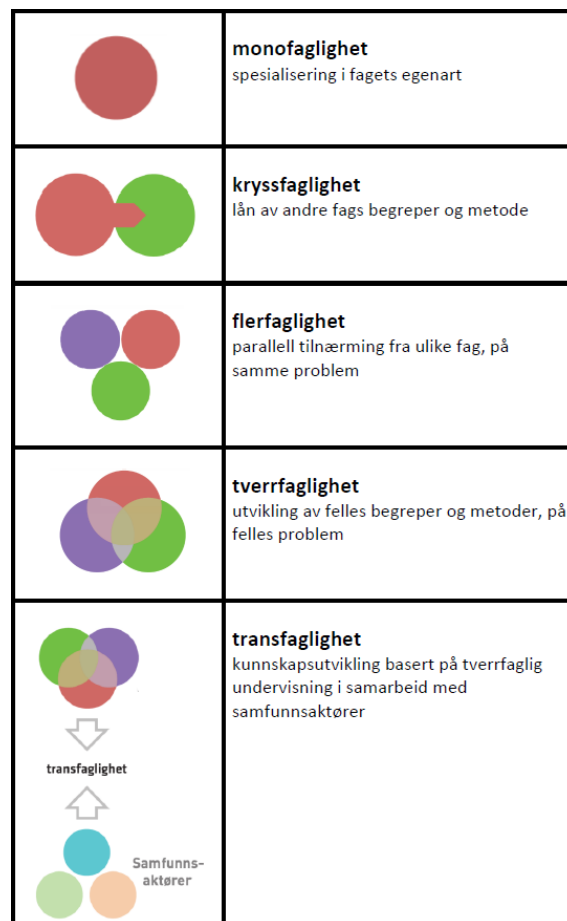 monofaglighet
spesialisering i fagets egenart
kryssfaglighet
lån av andre fags begreper og metode
flerfaglighet
parallell tilnærming fra ulike fag, på
samme problem
tverrfaglighet
utvikling av felles begreper og metoder, på
felles problem
transfaglighet
kunnskapsutvikling basert på tverrfaglig
undervisning i samarbeid med
samfunnsaktører
transfaglighet
Samfunns-
aktører